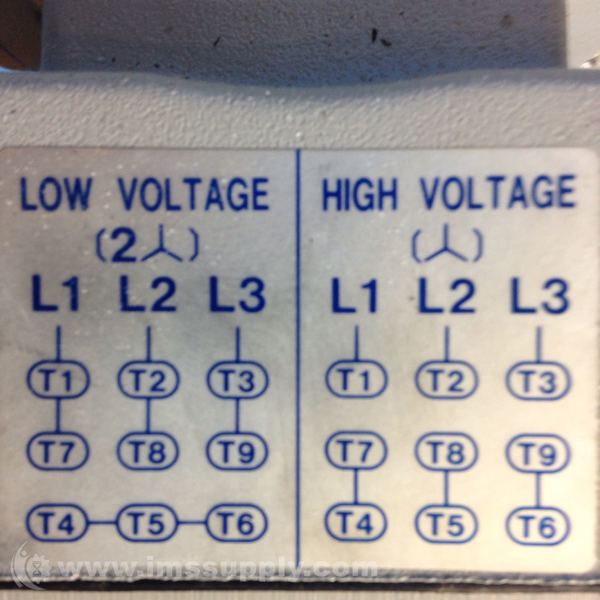 LOW VOLTAGE
(2⅄)
L1 L2 L3
T1 T2 T3
T7 T8 T9
T4 T5 T6
HIGH VOLTAGE
(⅄)
L1 L2 L3
T1 T2 T3
T7 T8 T9
T4 T5 T6
www.imssupply.com